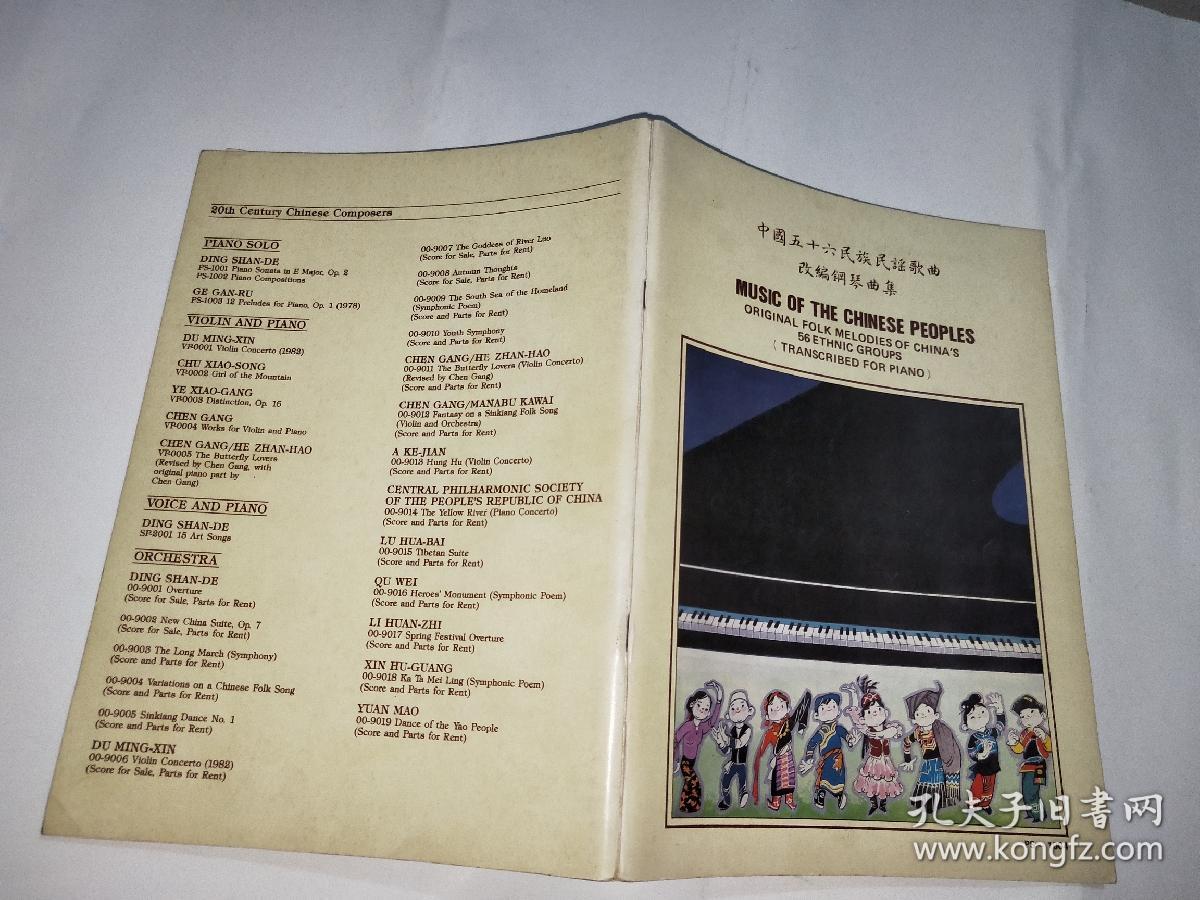 20th Century Chinese Composers
PIANO SOLO
DING SHAN-DE
PS-1001 Piano Sonata in E Major, Op. 2
PS-1002 Piano Compositions
GE GAN-RU
PS-1003 12 Preludes for Piano, Op. 1 (1978)
VIOLIN AND PIANO
DU MING-XIN
VP-0001 Violin Concerto (1982)
CHU XIAO-SONG
VP-0002 Girl of the Mountain
YE XIAO-GANG
VP-0003 Distinction, Op. 16
CHEN GANG
VP-0004 Works for Violin and Piano
CHEN GANG/HE ZHAN-HAO
VP-0005 The Butterfly Lovers
(Revised by Chen Gang, with
original piano part by
Chen Gang)
VOICE AND PIANO
DING SHAN-DE
SP-2001 15 Art Songs
ORCHESTRA
DING SHAN-DE
00-9001 Overture
(Score for Sale, Parts for Rent)
00-9002 New China Suite, Op. 7
(Score for Sale, Parts for Rent)
00-9003 The Long March (Symphony)
(Score and Parts for Rent)
00-9004 Variations on a Chinese Folk Song
(Score and Parts for Rent)
00-9005 Sinkiang Dance No. 1
(Score and Parts for Rent)
DU MING-XIN
00-9006 Violin Concerto (1982)
(Score for Sale, Parts for Rent)
00-9007 The Goddess of River Luo
(Score for Sale, Parts for Rent)
00-9008 Autumn Thoughts
(Score for Sale, Parts for Rent)
00-9009 The South Sea of the Homeland
(Symphonic Poem)
(Score and Parts for Rent)
00-9010 Youth Symphony
(Score and Parts for Rent)
CHEN GANG/HE ZHAN-HAO
00-9011 The Butterfly Lovers (Violin Concerto)
(Revised by Chen Gang)
(Score and Parts for Rent)
CHEN GANG/MANABU KAWAI
00-9012 Fantasy on a Sinkiang Folk Song
(Violin and Orchestra)
(Score and Parts for Rent)
A KE-JIAN
00-9013 Hung Hu (Violin Concerto)
(Score and Parts for Rent)
CENTRAL PHILHARMONIC SOCIETY
OF THE PEOPLE'S REPUBLIC OF CHINA
00-9014 The Yellow River (Piano Concerto)
(Score and Parts for Rent)
LU HUA-BAI
00-9015 Tibetan Suite
(Score and Parts for Rent)
QU WEI
00-9016 Heroes' Monument (Symphonic Poem)
(Score and Parts for Rent)
LI HUAN-ZHI
00-9017 Spring Festival Overture
(Score and Parts for Rent)
XIN HU-GUANG
00-9018 Ka Ta Mei Ling (Symphonic Poem)
(Score and Parts for Rent)
YUAN MAO
00-9019 Dance of the Yao People
(Score and Parts for Rent)
中國五十六民族民謠歌曲
改編鋼琴曲集
MUSIC OF THE CHINESE PEOPLES
ORIGINAL FOLK MELODIES OF CHINA'S
56 ETHNIC GROUPS
(TRANSCRIBED FOR PIANO)
孔夫子旧书网
www.kongfz.com